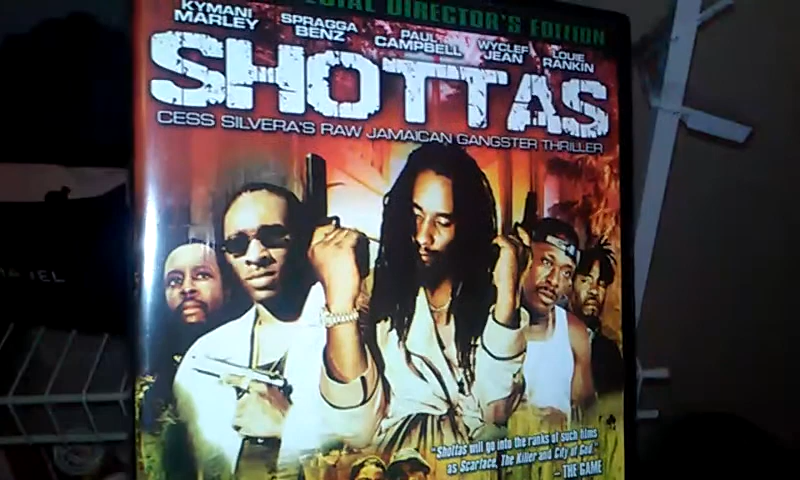 SPECIAL DIRECTOR'S EDITION
KYMANI MARLEY
SPRAGGA BENZ
PAUL CAMPBELL
WYCLEF JEAN
LOUIE RANKIN
SHOTTAS
CESS SILVERA'S RAW JAMAICAN GANGSTER THRILLER
"Shottas will go into the ranks of such films
as Scarface, The Killer and City of God."
– THE GAME